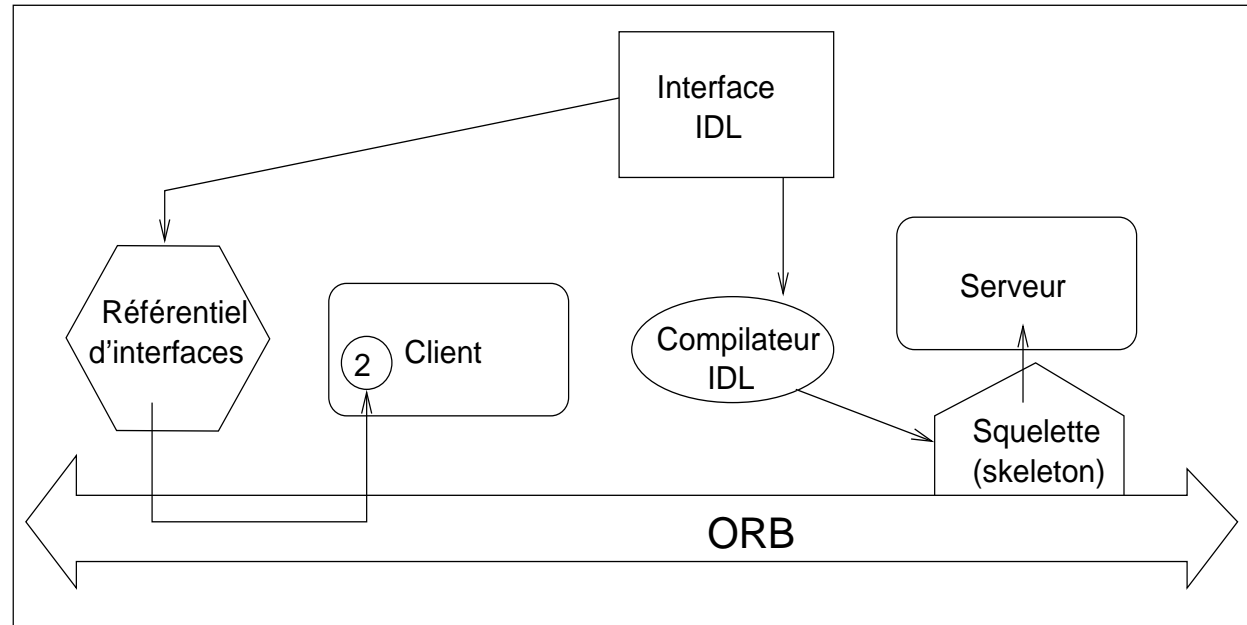 Interface
IDL
Référentiel
d'interfaces
2
Client
Compilateur
IDL
Serveur
Squelette
(skeleton)
ORB